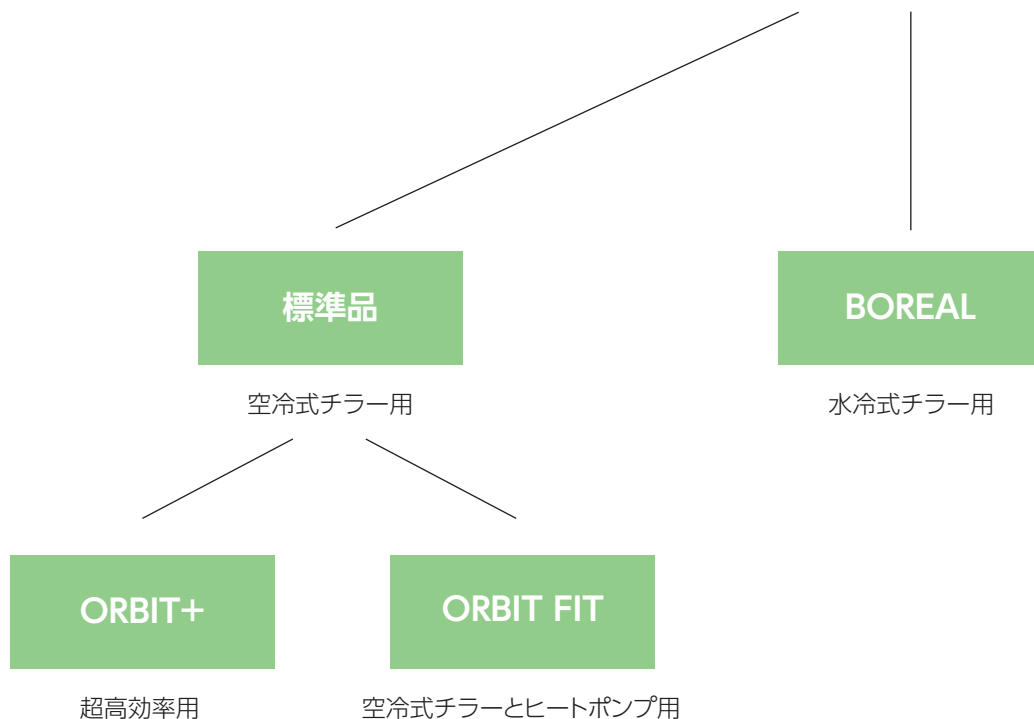 標準品
BOREAL
空冷式チラー用
水冷式チラー用
ORBIT+
ORBIT FIT
超高効率用
空冷式チラーとヒートポンプ用